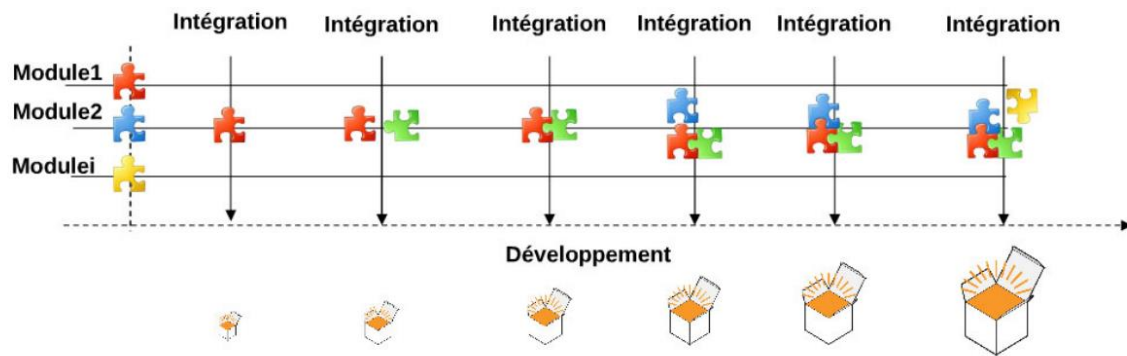 Intégration Intégration Intégration Intégration Intégration Intégration
Module1
Module2
Modulei
Développement